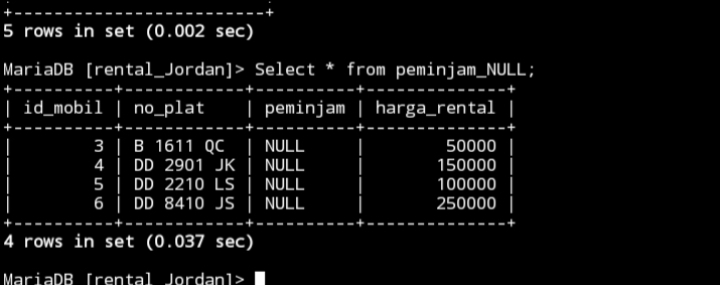 +--------------------------+
5 rows in set (0.002 sec)
MariaDB [rental_Jordan]> Select * from peminjam_NULL;
+----------+------------+----------+--------------+
| id_mobil | no_plat    | peminjam | harga_rental |
+----------+------------+----------+--------------+
|        3 | B 1611 QC  | NULL     |        50000 |
|        4 | DD 2901 JK | NULL     |       150000 |
|        5 | DD 2210 LS | NULL     |       100000 |
|        6 | DD 8410 JS | NULL     |       250000 |
+----------+------------+----------+--------------+
4 rows in set (0.037 sec)
MariaDB [rental_Jordan]>